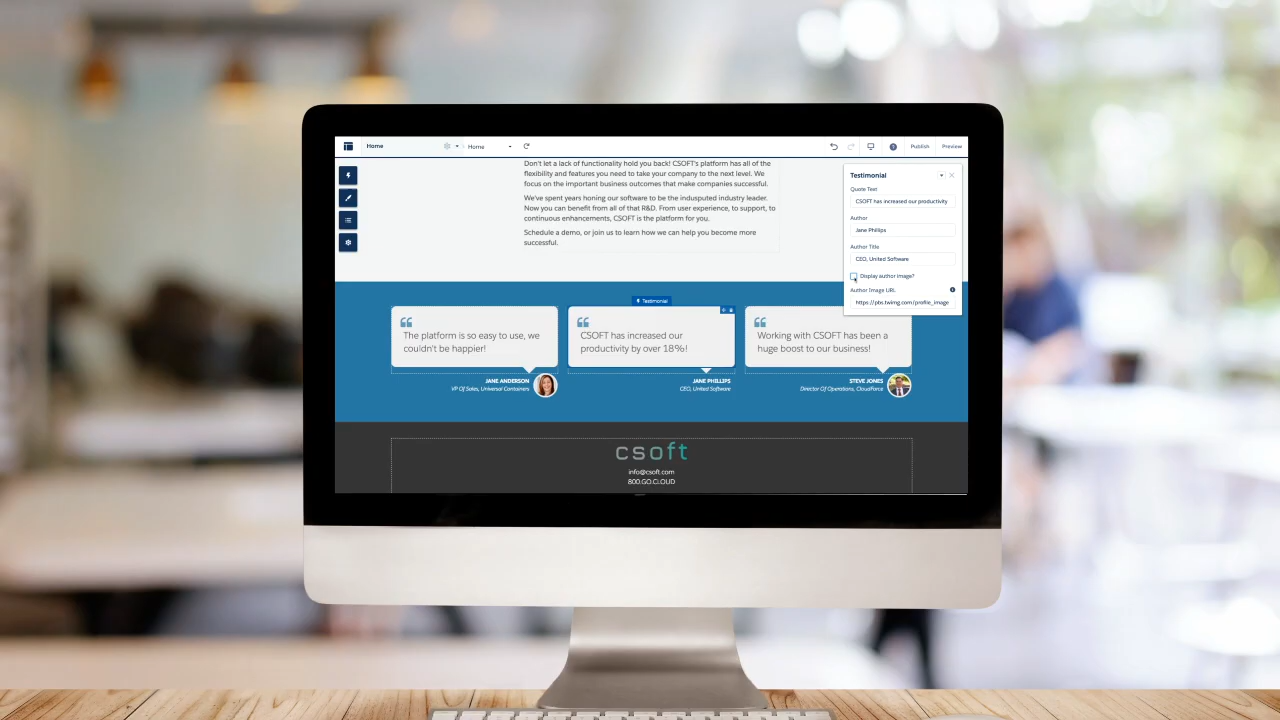 Home
Home
Publish
Preview
Don't let a lack of functionality hold you back! CSOFT's platform has all of the
flexibility and features you need to take your company to the next level. We
focus on the important business outcomes that make companies successful.
We've spent years honing our software to be the indusputed industry leader.
Now you can benefit from all of that R&D. From user experience, to support, to
continuous enhancements, CSOFT is the platform for you.
Schedule a demo, or join us to learn how we can help you become more
successful.
Testimonial
Quote Text
CSOFT has increased our productivity
Author
Jane Phillips
Author Title
CEO, United Software
Display author image?
Author Image URL
https://pbs.twimg.com/profile_image
Testimonial
The platform is so easy to use, we
couldn't be happier!
JANE ANDERSON
VP Of Sales, Universal Containers
CSOFT has increased our
productivity by over 18%!
JANE PHILLIPS
CEO, United Software
Working with CSOFT has been a
huge boost to our business!
STEVE JONES
Director Of Operations, CloudForce
csoft
info@csoft.com
800.GO.CLOUD